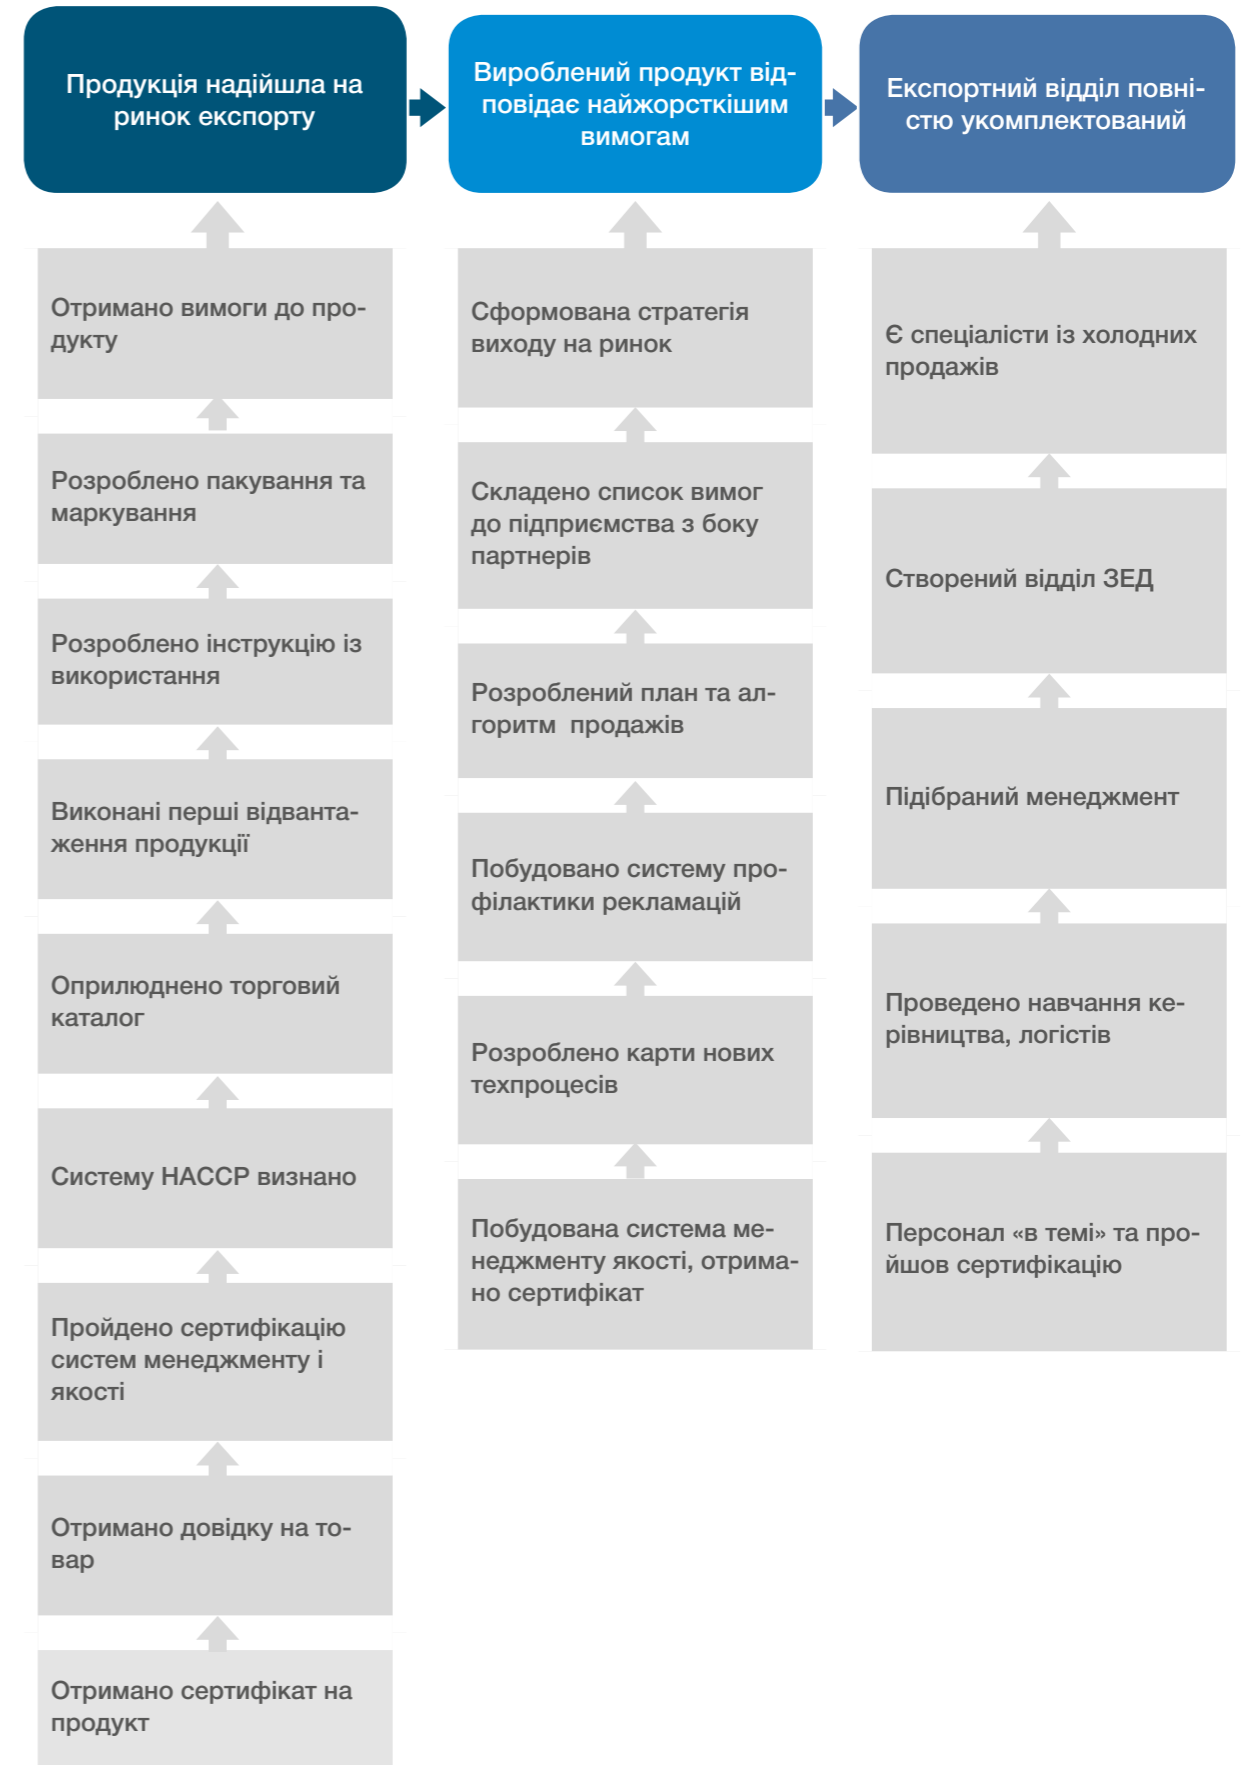 Продукція надійшла на
ринок експорту
Вироблений продукт від-
повідає найжорсткішим
вимогам
Експортний відділ повні-
стю укомплектований
Отримано вимоги до про-
дукту
Розроблено пакування та
маркування
Розроблено інструкцію із
використання
Виконані перші відванта-
ження продукції
Оприлюднено торговий
каталог
Систему НАССР визнано
Пройдено сертифікацію
систем менеджменту і
якості
Отримано довідку на то-
вар
Отримано сертифікат на
продукт
Сформована стратегія
виходу на ринок
Складено список вимог
до підприємства з боку
партнерів
Розроблений план та ал-
горитм  продажів
Побудовано систему про-
філактики рекламацій
Розроблено карти нових
техпроцесів
Побудована система ме-
неджменту якості, отрима-
но сертифікат
Є спеціалісти із холодних
продажів
Створений відділ ЗЕД
Підібраний менеджмент
Проведено навчання ке-
рівництва, логістів
Персонал «в темі» та про-
йшов сертифікацію